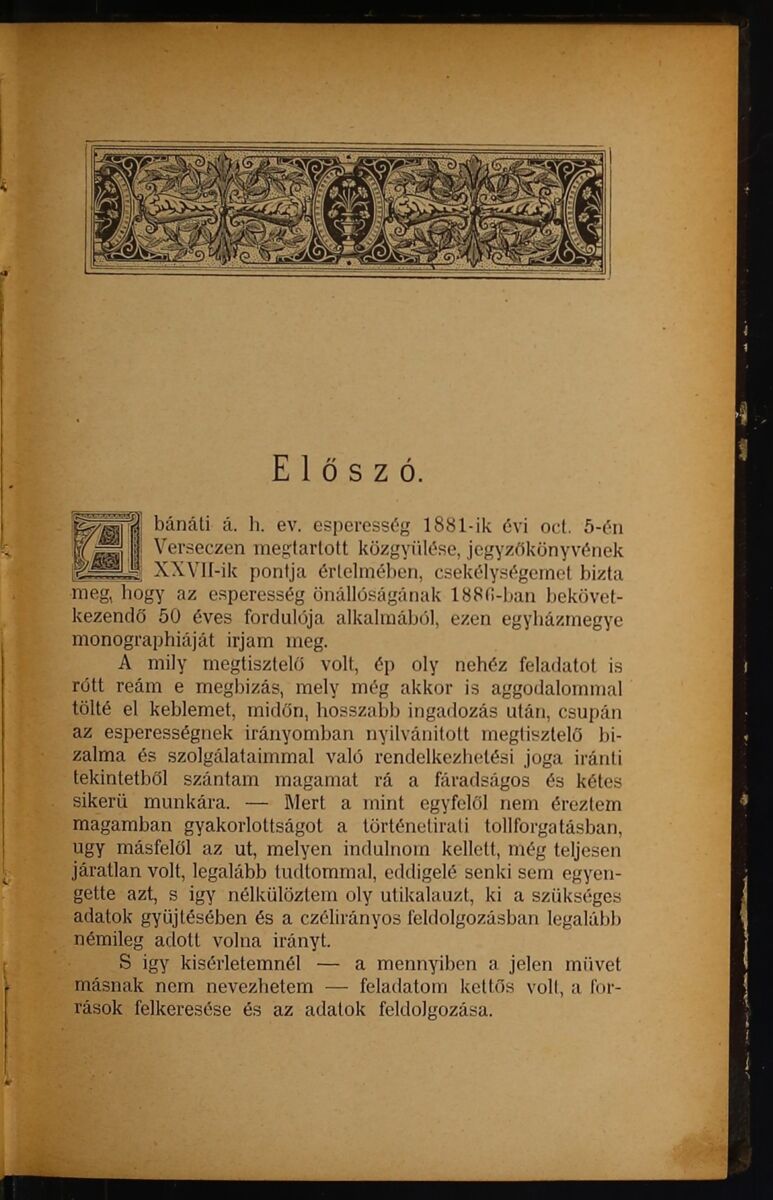 Előszó.
A bánáti á. h. ev. esperesség 1881-ik évi oct. 5-én
Verseczen megtartott közgyülése, jegyzőkönyvének
XXVII-ik pontja értelmében, csekélységemet bizta
meg, hogy az esperesség önállóságának 1886-ban bekövet-
kezendő 50 éves fordulója alkalmából, ezen egyházmegye
monographiáját irjam meg.
A mily megtisztelő volt, ép oly nehéz feladatot is
rótt reám e megbizás, mely még akkor is aggodalommal
tölté el keblemet, midőn, hosszabb ingadozás után, csupán
az esperességnek irányomban nyilvánitott megtisztelő bi-
zalma és szolgálataimmal való rendelkezhetési joga iránti
tekintetből szántam magamat rá a fáradságos és kétes
sikerü munkára. — Mert a mint egyfelől nem éreztem
magamban gyakorlottságot a történetirati tollforgatásban,
ugy másfelől az ut, melyen indulnom kellett, még teljesen
járatlan volt, legalább tudtommal, eddigelé senki sem egyen-
gette azt, s igy nélkülöztem oly utikalauzt, ki a szükséges
adatok gyüjtésében és a czélirányos feldolgozásban legalább
némileg adott volna irányt.
S igy kisérletemnél — a mennyiben a jelen müvet
másnak nem nevezhetem — feladatom kettős volt, a for-
rások felkeresése és az adatok feldolgozása.